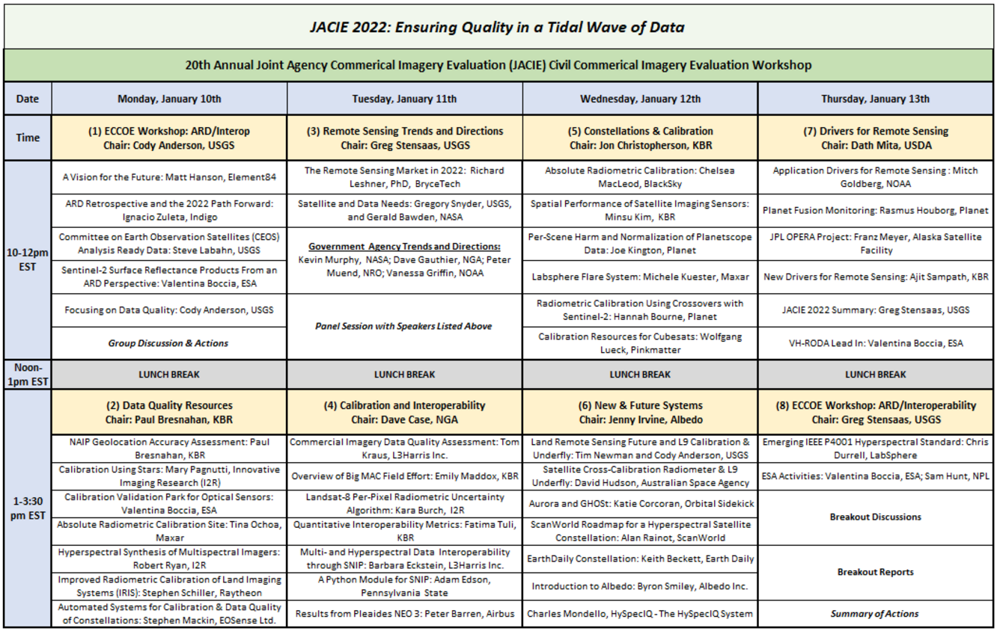 JACIE 2022: Ensuring Quality in a Tidal Wave of Data
20th Annual Joint Agency Commerical Imagery Evaluation (JACIE) Civil Commerical Imagery Evaluation Workshop
Date
Monday, January 10th
Tuesday, January 11th
Wednesday, January 12th
Thursday, January 13th
Time
(1) ECCOE Workshop: ARD/Interop
Chair: Cody Anderson, USGS
(3) Remote Sensing Trends and Directions
Chair: Greg Stensaas, USGS
(5) Constellations & Calibration
Chair: Jon Christopherson, KBR
(7) Drivers for Remote Sensing
Chair: Dath Mita, USDA
10-12pm
EST
A Vision for the Future: Matt Hanson, Element84
ARD Retrospective and the 2022 Path Forward:
Ignacio Zuleta, Indigo
Committee on Earth Observation Satellites (CEOS)
Analysis Ready Data: Steve Labahn, USGS
Sentinel-2 Surface Reflectance Products From an
ARD Perspective: Valentina Boccia, ESA
Focusing on Data Quality: Cody Anderson, USGS
Group Discussion & Actions
The Remote Sensing Market in 2022: Richard
Leshner, PhD, BryceTech
Satellite and Data Needs: Gregory Snyder, USGS,
and Gerald Bawden, NASA
Government Agency Trends and Directions:
Kevin Murphy, NASA; Dave Gauthier, NGA; Peter
Muend, NRO; Vanessa Griffin, NOAA
Panel Session with Speakers Listed Above
Absolute Radiometric Calibration: Chelsea
MacLeod, BlackSky
Spatial Performance of Satellite Imaging Sensors:
Minsu Kim, KBR
Per-Scene Harm and Normalization of Planetscope
Data: Joe Kington, Planet
Labsphere Flare System: Michele Kuester, Maxar
Radiometric Calibration Using Crossovers with
Sentinel-2: Hannah Bourne, Planet
Calibration Resources for Cubesats: Wolfgang
Lueck, Pinkmatter
Application Drivers for Remote Sensing : Mitch
Goldberg, NOAA
Planet Fusion Monitoring: Rasmus Houborg, Planet
JPL OPERA Project: Franz Meyer, Alaska Satellite
Facility
New Drivers for Remote Sensing: Ajit Sampath, KBR
JACIE 2022 Summary: Greg Stensaas, USGS
VH-RODA Lead In: Valentina Boccia, ESA
Noon-
1pm EST
LUNCH BREAK
LUNCH BREAK
LUNCH BREAK
LUNCH BREAK
1-3:30
pm EST
(2) Data Quality Resources
Chair: Paul Bresnahan, KBR
(4) Calibration and Interoperability
Chair: Dave Case, NGA
(6) New & Future Systems
Chair: Jenny Irvine, Albedo
(8) ECCOE Workshop: ARD/Interoperability
Chair: Greg Stensaas, USGS
NAIP Geolocation Accuracy Assessment: Paul
Bresnahan, KBR
Calibration Using Stars: Mary Pagnutti, Innovative
Imaging Research (I2R)
Calibration Validation Park for Optical Sensors:
Valentina Boccia, ESA
Absolute Radiometric Calibration Site: Tina Ochoa,
Maxar
Hyperspectral Synthesis of Multispectral Imagers:
Robert Ryan, I2R
Improved Radiometric Calibration of Land Imaging
Systems (IRIS): Stephen Schiller, Raytheon
Automated Systems for Calibration & Data Quality
of Constellations: Stephen Mackin, EOSense Ltd.
Commercial Imagery Data Quality Assessment: Tom
Kraus, L3Harris Inc.
Overview of Big MAC Field Effort: Emily Maddox, KBR
Landsat-8 Per-Pixel Radiometric Uncertainty
Algorithm: Kara Burch, I2R
Quantitative Interoperability Metrics: Fatima Tuli,
KBR
Multi- and Hyperspectral Data Interoperability
through SNIP: Barbara Eckstein, L3Harris Inc.
A Python Module for SNIP: Adam Edson,
Pennsylvania State
Results from Pleaides NEO 3: Peter Barren, Airbus
Land Remote Sensing Future and L9 Calibration &
Underfly: Tim Newman and Cody Anderson, USGS
Satellite Cross-Calibration Radiometer & L9
Underfly: David Hudson, Australian Space Agency
Aurora and GHOSt: Katie Corcoran, Orbital Sidekick
ScanWorld Roadmap for a Hyperspectral Satellite
Constellation: Alan Rainot, ScanWorld
EarthDaily Constellation: Keith Beckett, Earth Daily
Introduction to Albedo: Byron Smiley, Albedo Inc.
Charles Mondello, HySpecIQ - The HySpecIQ System
Emerging IEEE P4001 Hyperspectral Standard: Chris
Durrell, LabSphere
ESA Activities: Valentina Boccia, ESA; Sam Hunt, NPL
Breakout Discussions
Breakout Reports
Summary of Actions